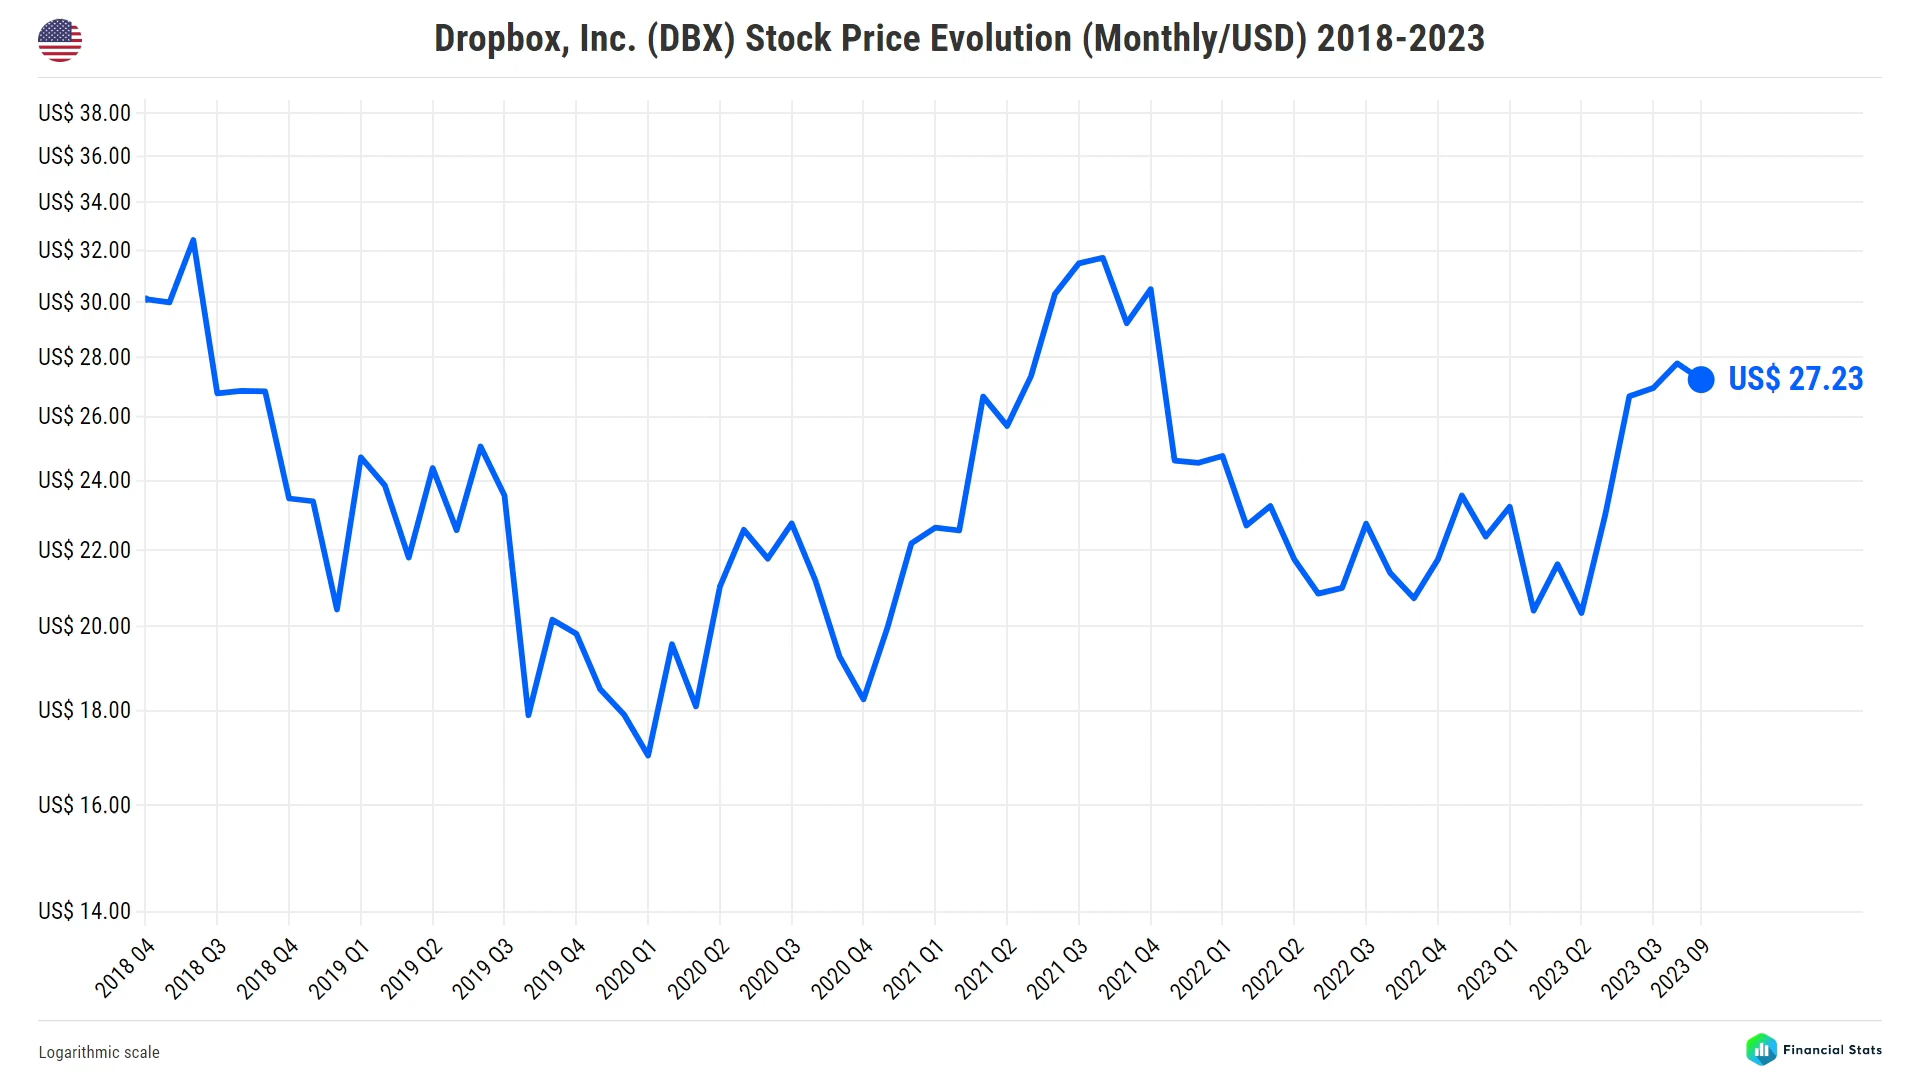 Dropbox, Inc. (DBX) Stock Price Evolution (Monthly/USD) 2018-2023
US$ 38.00
US$ 36.00
US$ 34.00
US$ 32.00
US$ 30.00
US$ 28.00
US$ 26.00
US$ 24.00
US$ 22.00
US$ 20.00
US$ 18.00
US$ 16.00
US$ 14.00
US$ 27.23
2018 04
2018 Q3
2018 Q4
2019 Q1
2019 Q2
2019 Q3
2019 Q4
2020 Q1
2020 Q2
2020 Q3
2020 Q4
2021 Q1
2021 Q2
2021 Q3
2021 Q4
2022 Q1
2022 Q2
2022 Q3
2022 Q4
2023 Q1
2023 Q2
2023 Q3
2023 09
Logarithmic scale
Financial Stats